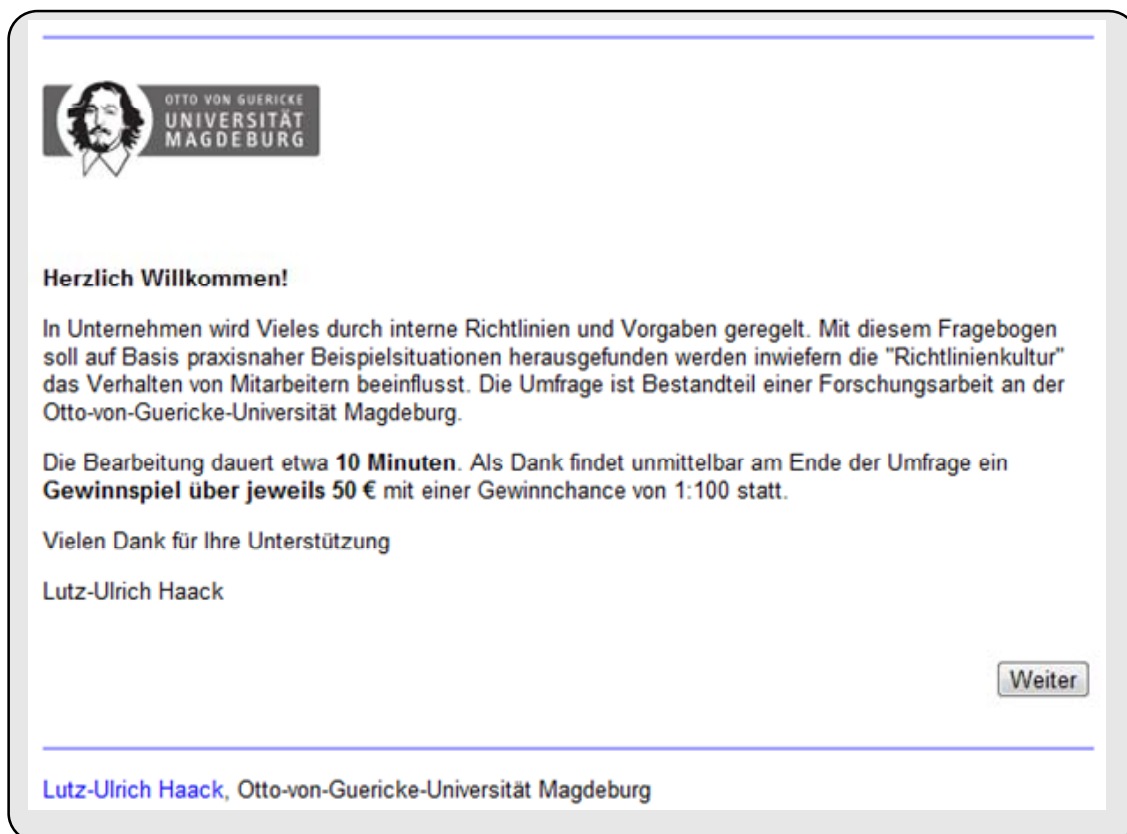 OTTO VON GUERICKE
UNIVERSITÄT
MAGDEBURG
Herzlich Willkommen!
In Unternehmen wird Vieles durch interne Richtlinien und Vorgaben geregelt. Mit diesem Fragebogen
soll auf Basis praxisnaher Beispielsituationen herausgefunden werden inwiefern die "Richtlinienkultur"
das Verhalten von Mitarbeitern beeinflusst. Die Umfrage ist Bestandteil einer Forschungsarbeit an der
Otto-von-Guericke-Universität Magdeburg.
Die Bearbeitung dauert etwa 10 Minuten. Als Dank findet unmittelbar am Ende der Umfrage ein
Gewinnspiel über jeweils 50 € mit einer Gewinnchance von 1:100 statt.
Vielen Dank für Ihre Unterstützung
Lutz-Ulrich Haack
Weiter
Lutz-Ulrich Haack, Otto-von-Guericke-Universität Magdeburg